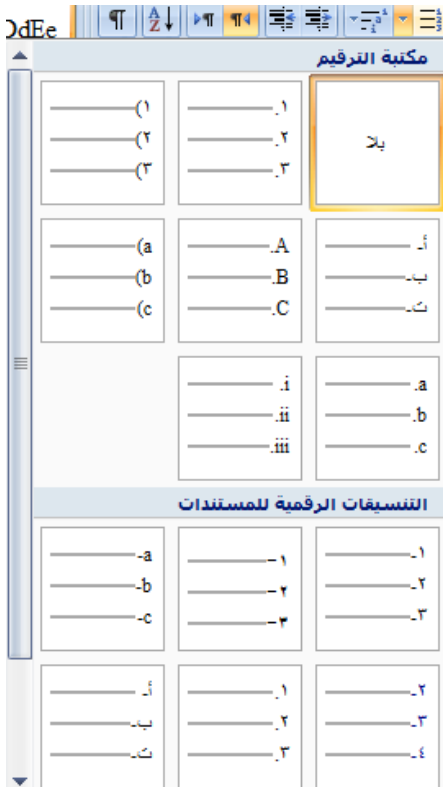 OdEe
مكتبة الترقيم
بلا
١.
٢.
٣.
١)
٢)
٣)
أ-
ب-
ت-
A.
B.
C.
a)
b)
c)
a.
b.
c.
i.
ii.
iii.
التنسيقات الرقمية للمستندات
١-
٢-
٣-
١-
٢-
٣-
a-
b-
c-
٢-
٣-
٤-
١.
٢.
٣.
أ-
ب-
ت-